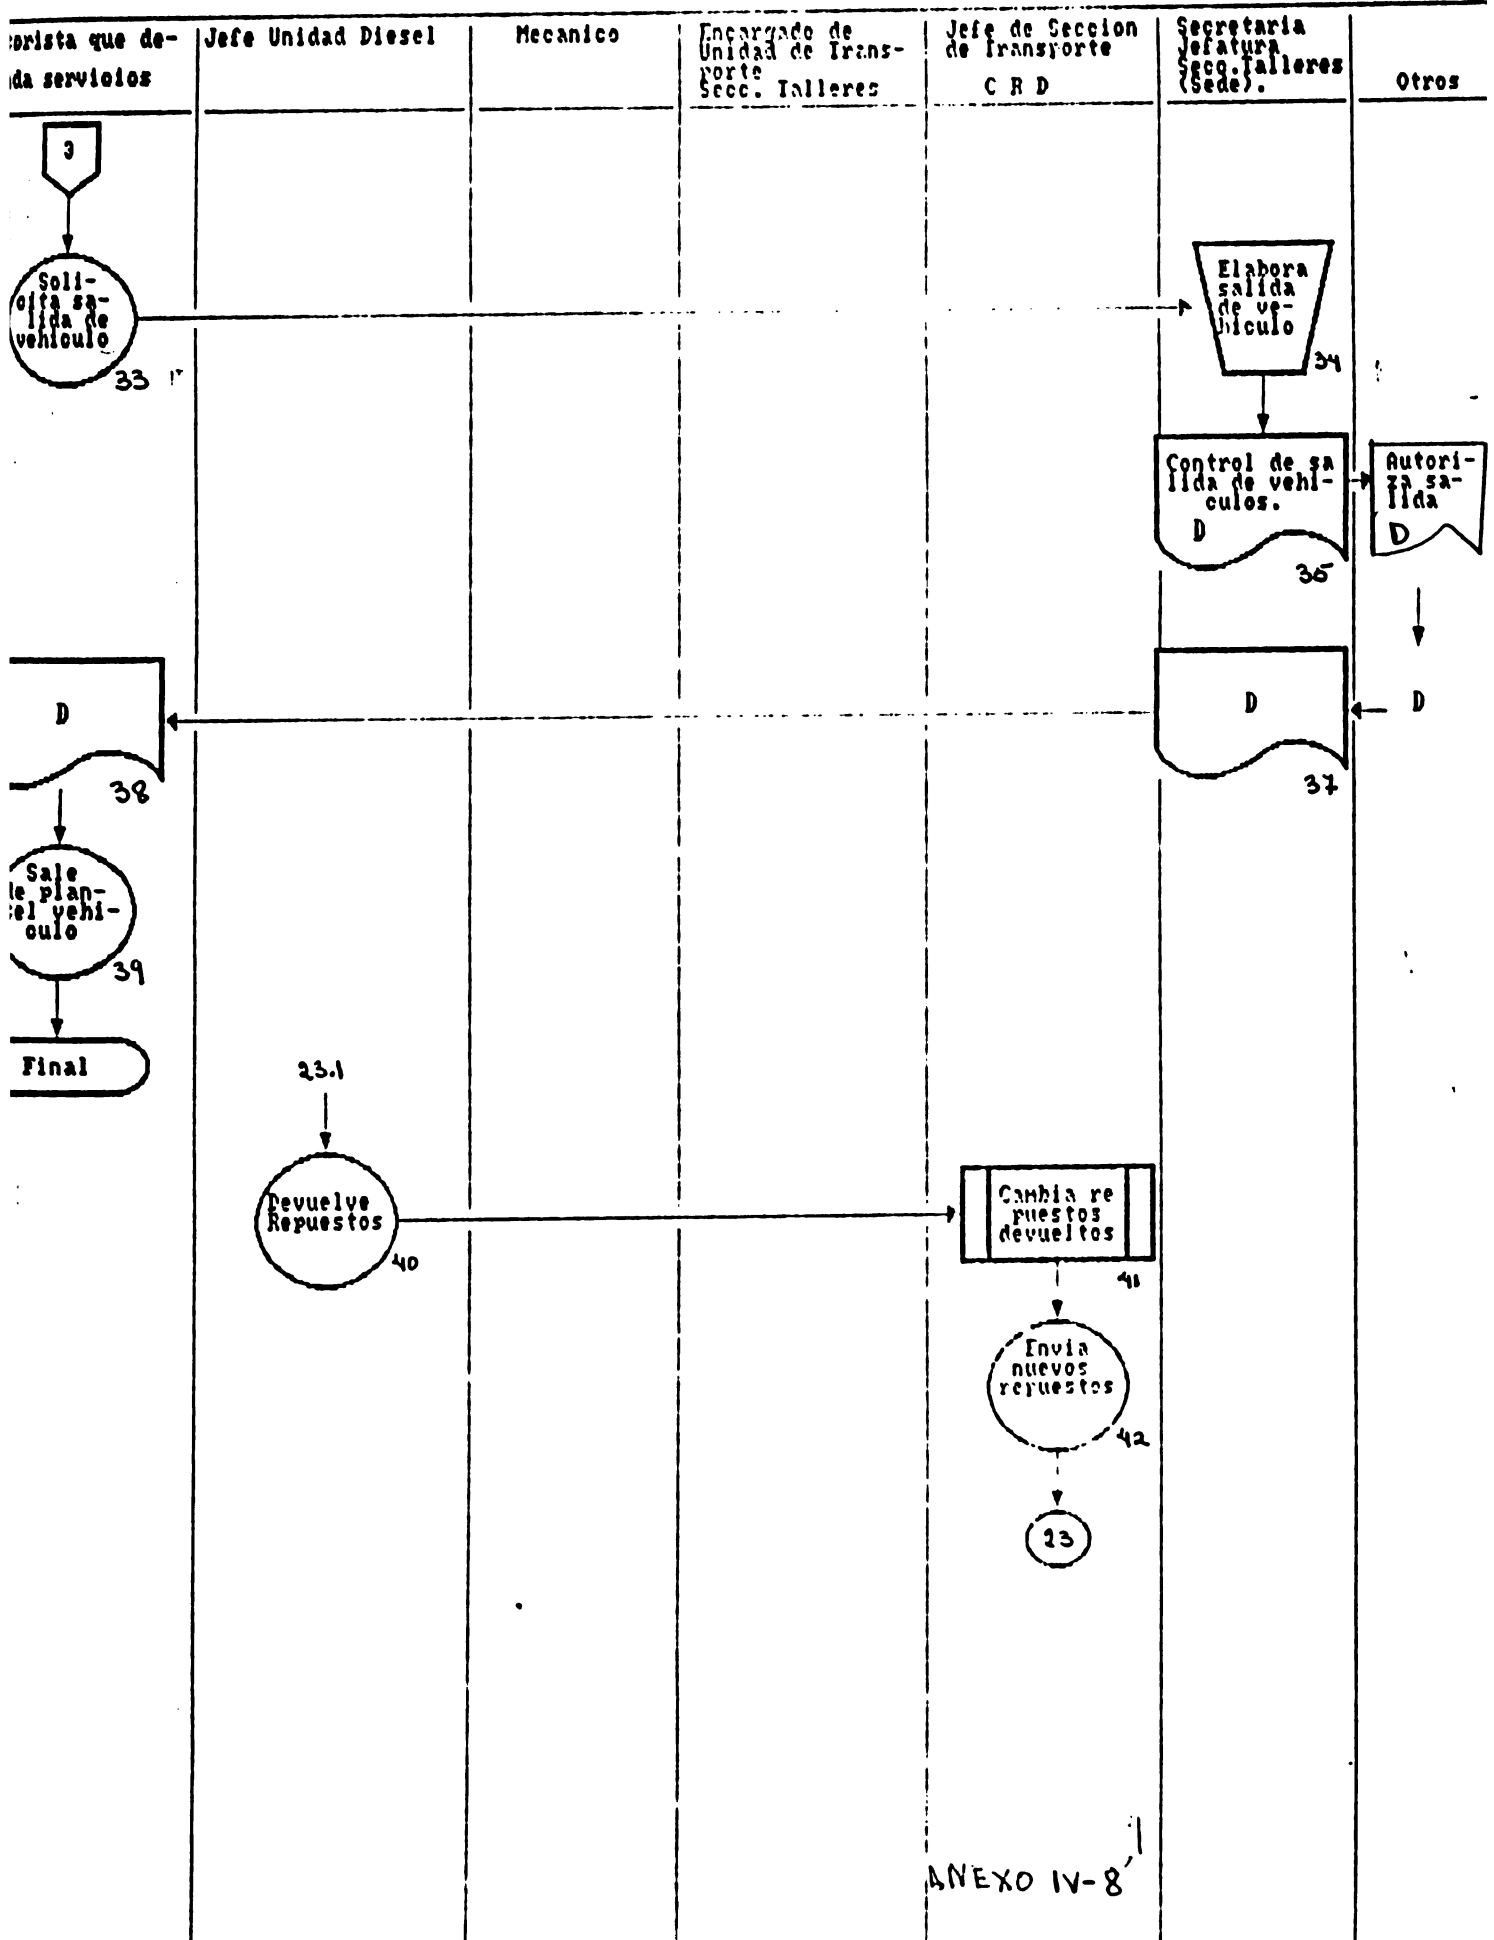 que de-
servicios
Jefe Unidad Diesel
Mecanico
Encargado de
Unidad de Trans-
porte
Secc. Talleres
Jefe de Seccion
de Transporte
C R D
Secretaria
Jefatura
Secc.Talleres
(Sede).
Otros
3
Soli-
cita sa-
lida de
vehiculo
33
Elabora
salida
de ve-
hiculo
34
Control de sa
lida de vehi-
culos.
D
35
Autori-
za sa-
lida
D
D
38
D
37
D
Sale
plan-
vehi-
culo
39
Final
23.1
Devuelve
Repuestos
40
Cambia re
puestos
devueltos
41
Envia
nuevos
repuestos
42
23
ANEXO IV-8